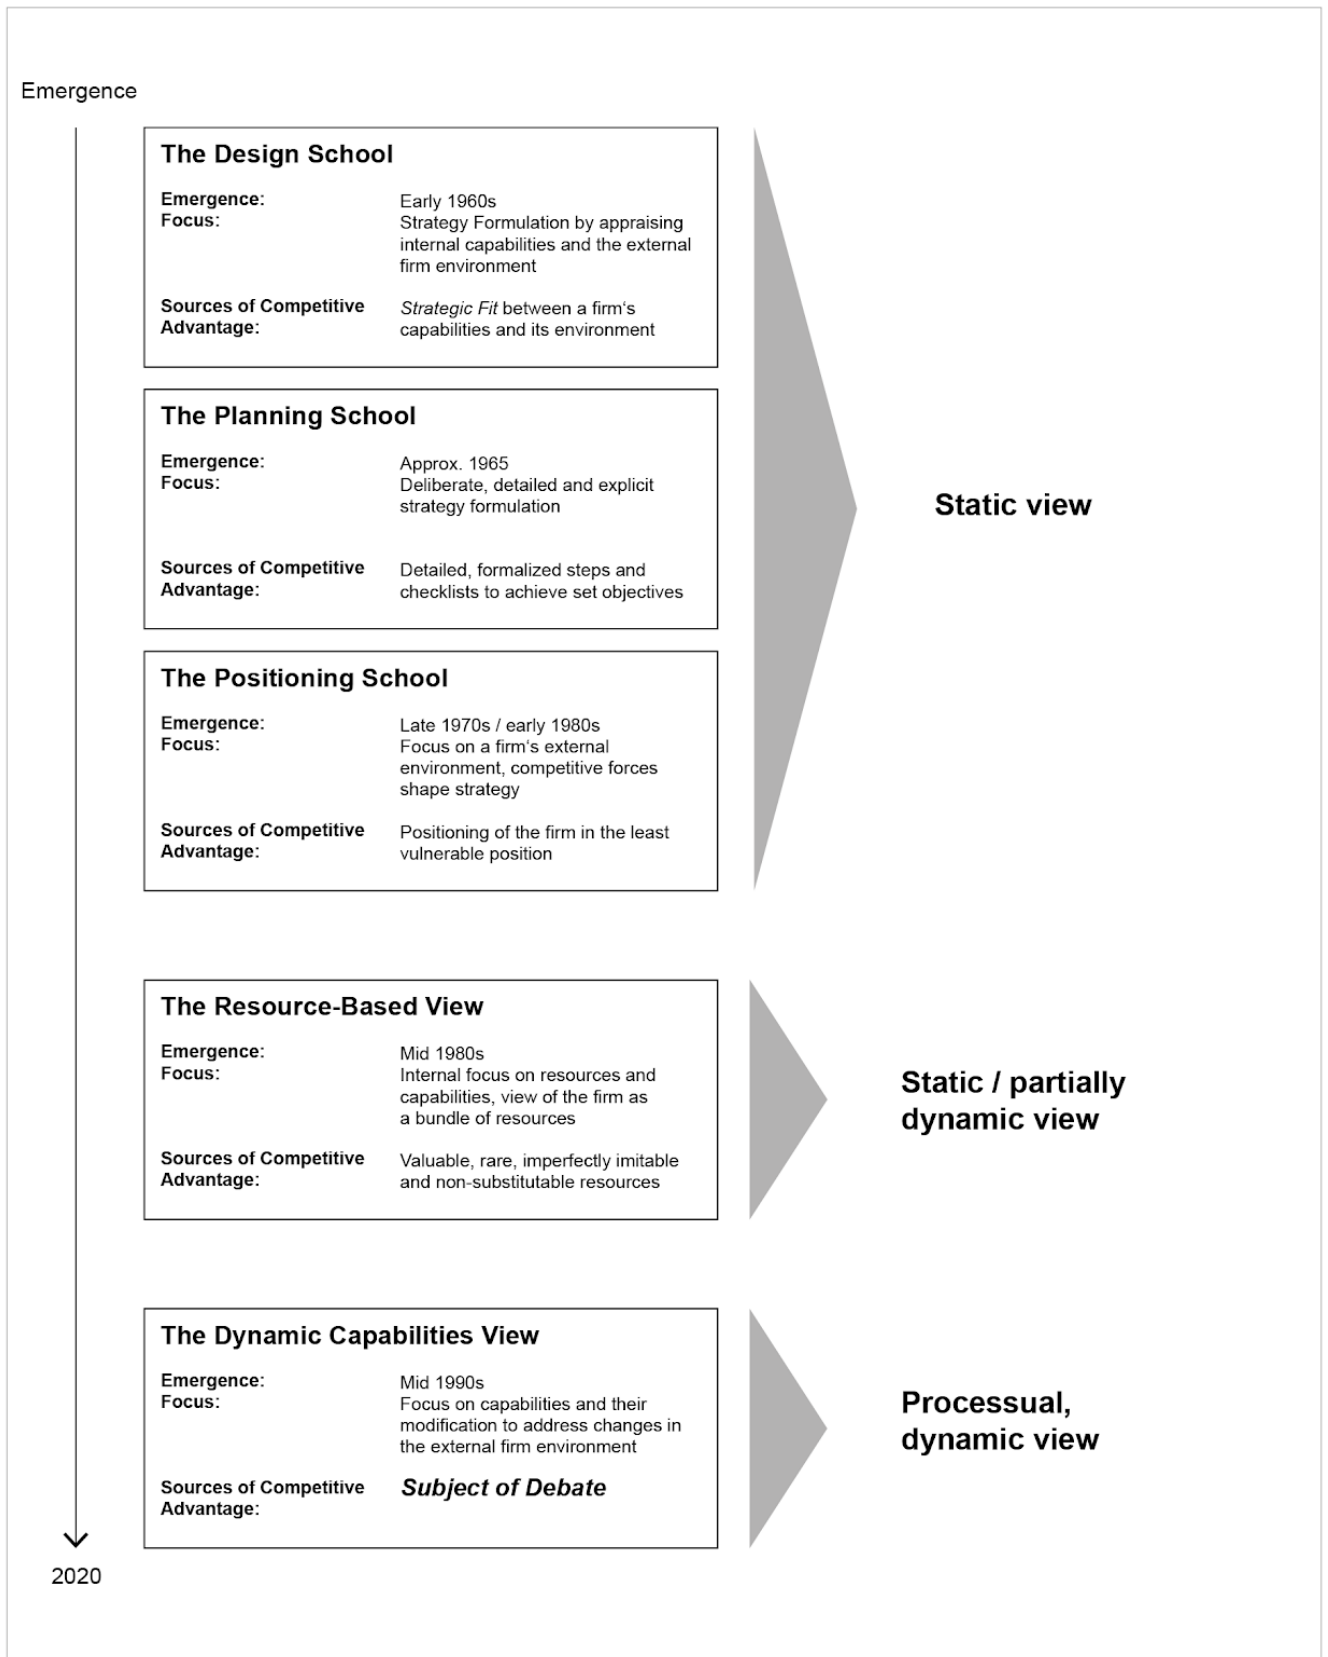 Emergence
The Design School
Emergence: Early 1960s
Focus: Strategy Formulation by appraising
internal capabilities and the external
firm environment
Sources of Competitive Strategic Fit between a firm‘s
Advantage: capabilities and its environment
The Planning School
Emergence: Approx. 1965
Focus: Deliberate, detailed and explicit
strategy formulation
Sources of Competitive Detailed, formalized steps and
Advantage: checklists to achieve set objectives
Static view
The Positioning School
Emergence: Late 1970s / early 1980s
Focus: Focus on a firm‘s external
environment, competitive forces
shape strategy
Sources of Competitive Positioning of the firm in the least
Advantage: vulnerable position
The Resource-Based View
Emergence: Mid 1980s
Focus: Internal focus on resources and
capabilities, view of the firm as
a bundle of resources
Sources of Competitive Valuable, rare, imperfectly imitable
Advantage: and non-substitutable resources
Static / partially
dynamic view
The Dynamic Capabilities View
Emergence: Mid 1990s
Focus: Focus on capabilities and their
modification to address changes in
the external firm environment
Sources of Competitive Subject of Debate
Advantage:
Processual,
dynamic view
2020